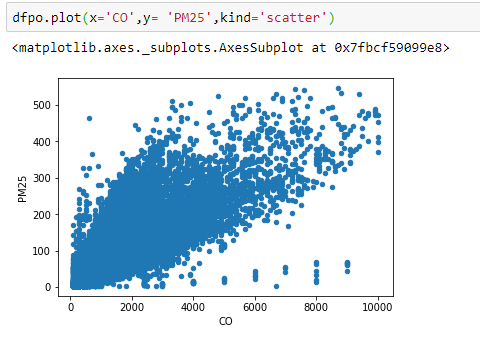 dfpo.plot(x='CO',y= 'PM25',kind='scatter')
<matplotlib.axes._subplots.AxesSubplot at 0x7fbcf59099e8>
500
400
300
200
100
0
PM25
0 2000 4000 6000 8000 10000
CO